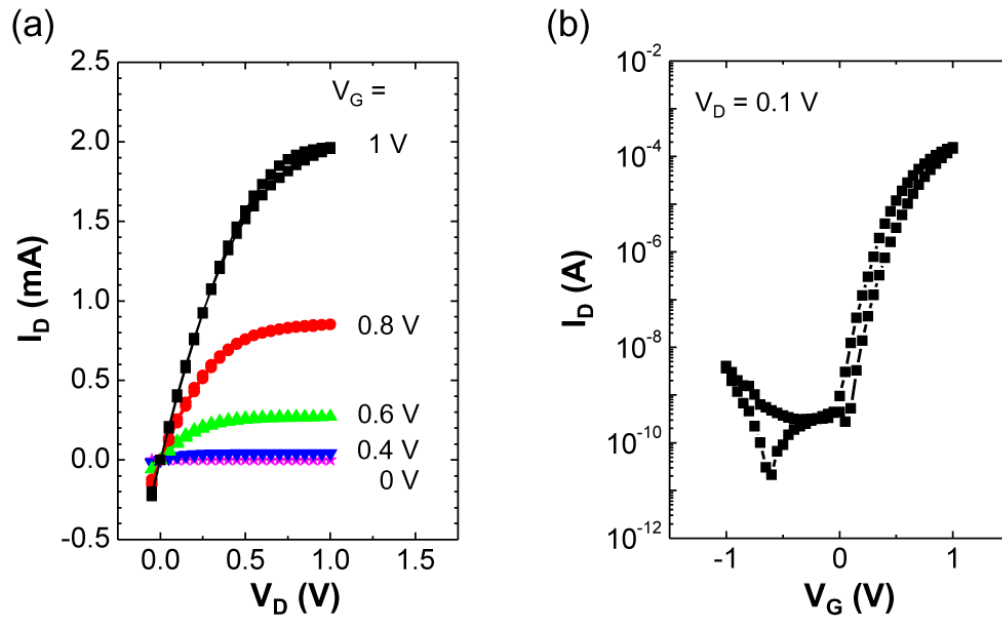 (a)
2.5
2.0
1.5
1.0
0.5
0.0
-0.5
I_D (mA)
V_G =
1 V
0.8 V
0.6 V
0.4 V
0 V
0.0 0.5 1.0 1.5
V_D (V)
(b)
10^-2
10^-4
10^-6
10^-8
10^-10
10^-12
I_D (A)
V_D = 0.1 V
-1 0 1
V_G (V)